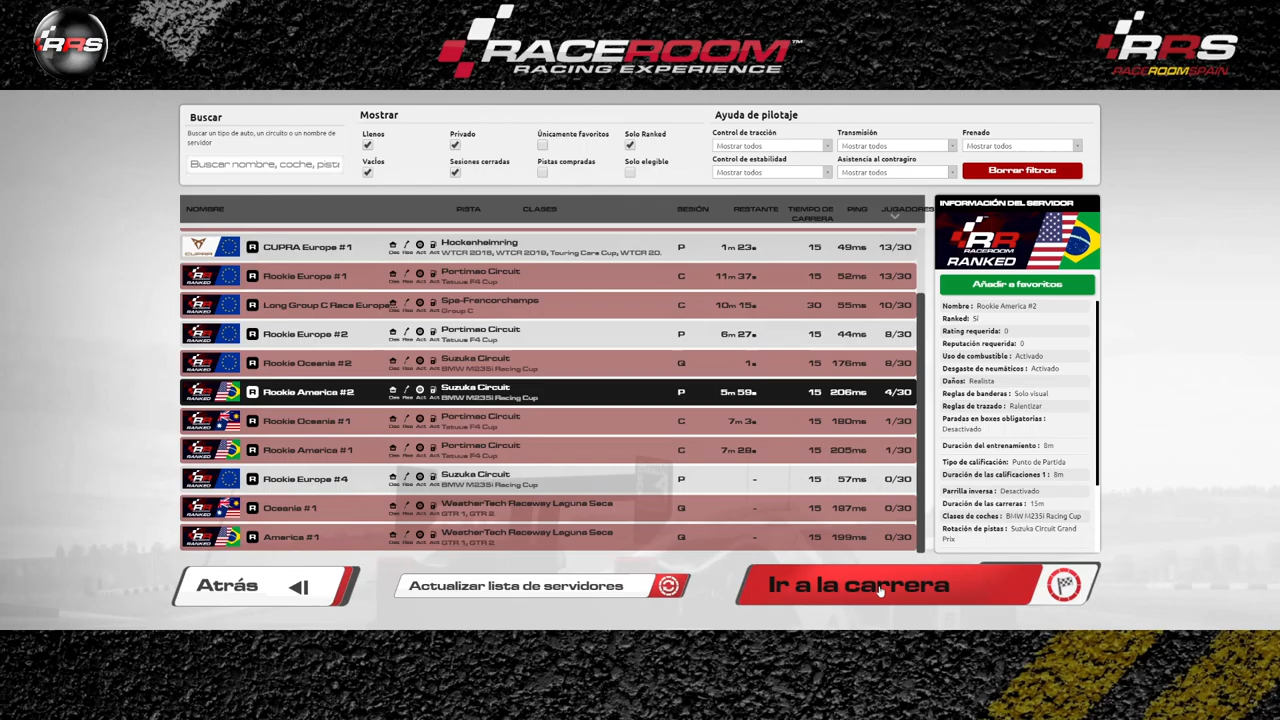 RRS
RACEROOM™
RACING EXPERIENCE
RRS
RACEROOMSPAIN
Buscar
Buscar un tipo de auto, un circuito o un nombre de
servidor
Buscar nombre, coche, pista
Mostrar
Llenos
Privado
Únicamente favoritos
Solo Ranked
Vacíos
Sesiones cerradas
Pistas compradas
Solo elegible
Ayuda de pilotaje
Control de tracción
Transmisión
Frenado
Mostrar todos
Mostrar todos
Mostrar todos
Control de estabilidad
Asistencia al contragiro
Mostrar todos
Mostrar todos
Borrar filtros
NOMBRE PISTA CLASES SESIÓN RESTANTE TIEMPO DE CARRERA PING JUGADORES
CUPRA Europe #1 Hockenheimring P 1m 23s 15 49ms 13/30
WTCR 2018, WTCR 2019, Touring Cars Cup, WTCR 20.
Rookie Europe #1 Portimao Circuit C 11m 37s 15 52ms 13/30
Tatuus F4 Cup
Long Group C Race Europe Spa-Francorchamps C 10m 15s 30 55ms 10/30
Group C
Rookie Europe #2 Portimao Circuit P 6m 27s 15 44ms 8/30
Tatuus F4 Cup
Rookie Oceania #2 Suzuka Circuit Q 1s 15 176ms 8/30
BMW M235i Racing Cup
Rookie America #2 Suzuka Circuit P 5m 59s 15 206ms 4/30
BMW M235i Racing Cup
Rookie Oceania #1 Portimao Circuit C 7m 3s 15 180ms 1/30
Tatuus F4 Cup
Rookie America #1 Portimao Circuit C 7m 28s 15 205ms 1/30
Tatuus F4 Cup
Rookie Europe #4 Suzuka Circuit P - 15 57ms 0/30
BMW M235i Racing Cup
Oceania #1 WeatherTech Raceway Laguna Seca Q - 15 187ms 0/30
GTR 1, GTR 2
America #1 WeatherTech Raceway Laguna Seca Q - 15 199ms 0/30
GTR 1, GTR 2
INFORMACIÓN DEL SERVIDOR
RR
RACEROOM
RANKED
Añadir a favoritos
Nombre : Rookie America #2
Ranked: Sí
Rating requerida: 0
Reputación requerida: 0
Uso de combustible : Activado
Desgaste de neumáticos : Activado
Daños: Realista
Reglas de banderas : Solo visual
Reglas de trazado : Ralentizar
Paradas en boxes obligatorias :
Desactivado
Duración del entrenamiento : 8m
Tipo de calificación: Punto de Partida
Duración de las calificaciones 1 : 8m
Parrilla inversa : Desactivado
Duración de las carreras : 15m
Clases de coches : BMW M235i Racing Cup
Rotación de pistas : Suzuka Circuit Grand
Prix
Atrás
Actualizar lista de servidores
Ir a la carrera